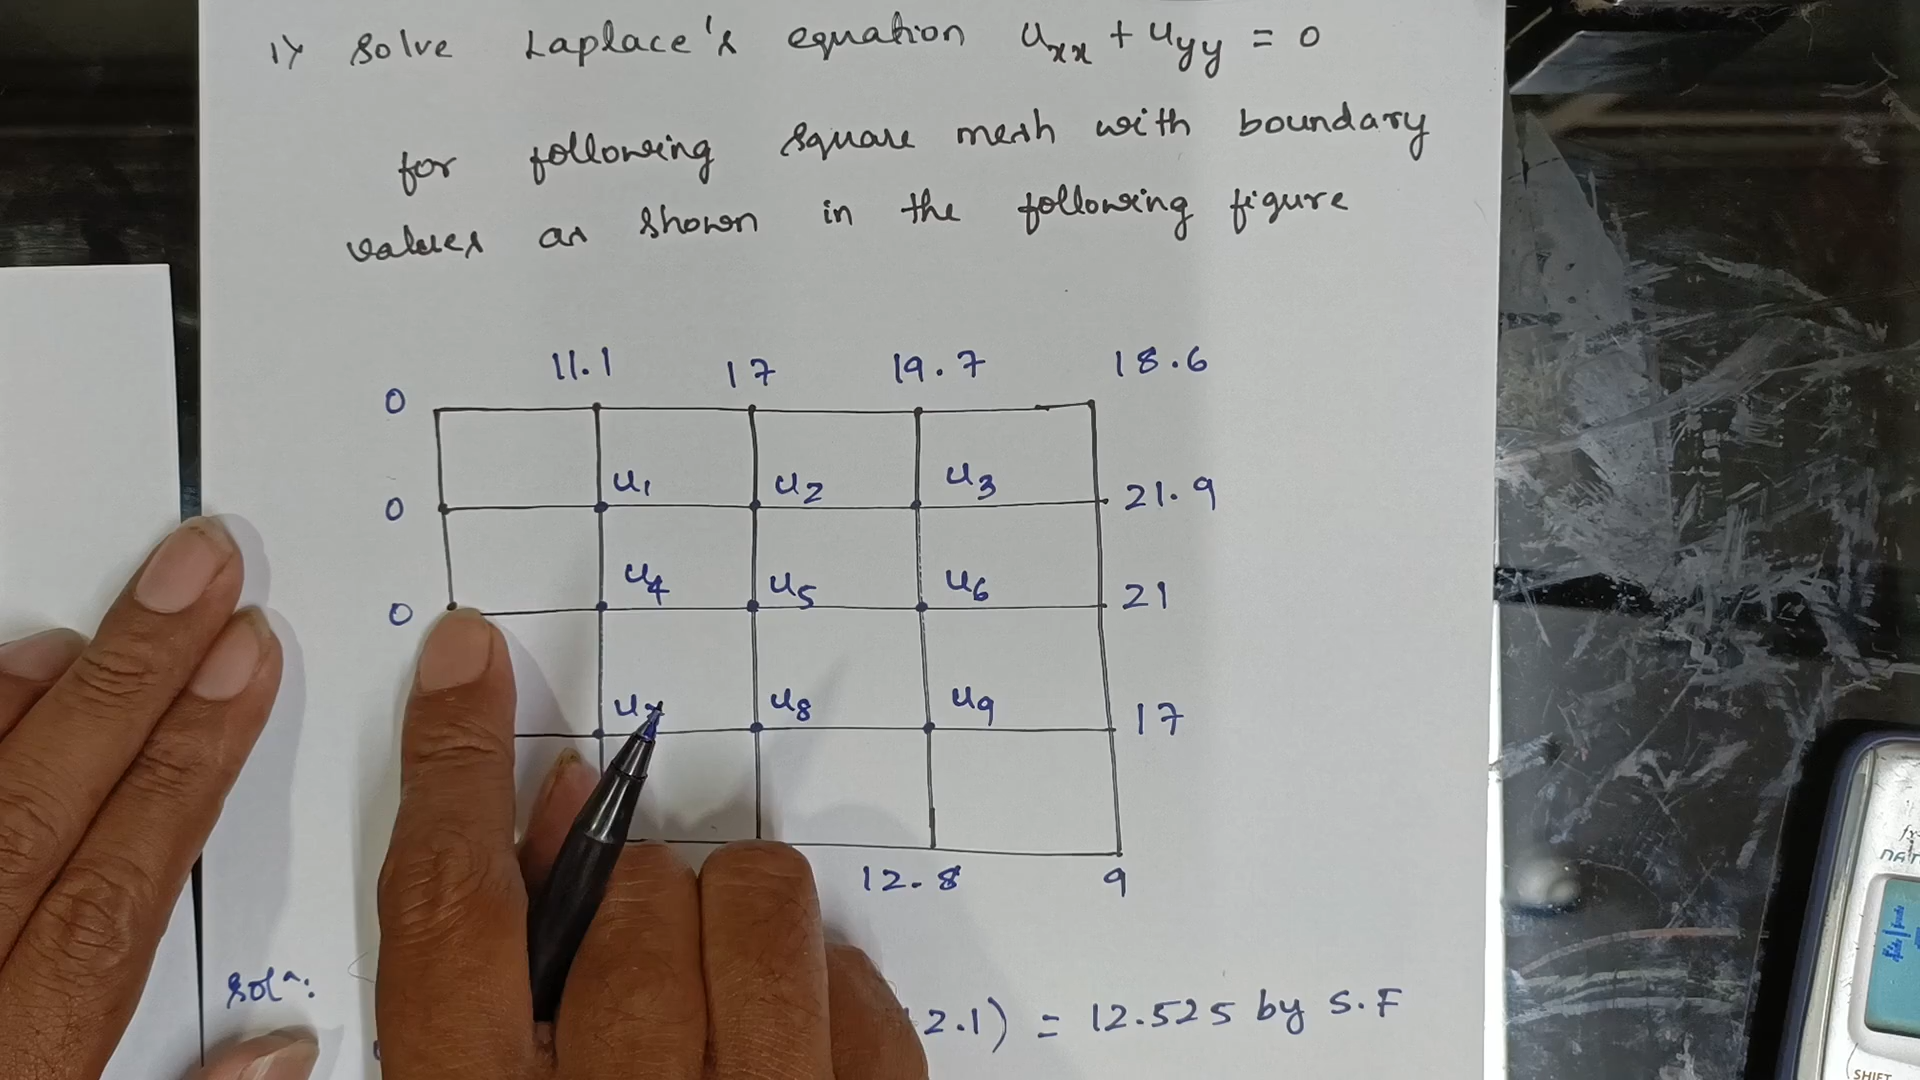 1) Solve Laplace's equation uxx + uyy = 0
for following square mesh with boundary
values as shown in the following figure
11.1 17 19.7 18.6
0
u1 u2 u3
0 21.9
u4 u5 u6
0 21
u7 u8 u9
17
12.8 9
Soln:
2.1) = 12.525 by S.F
SHIFT